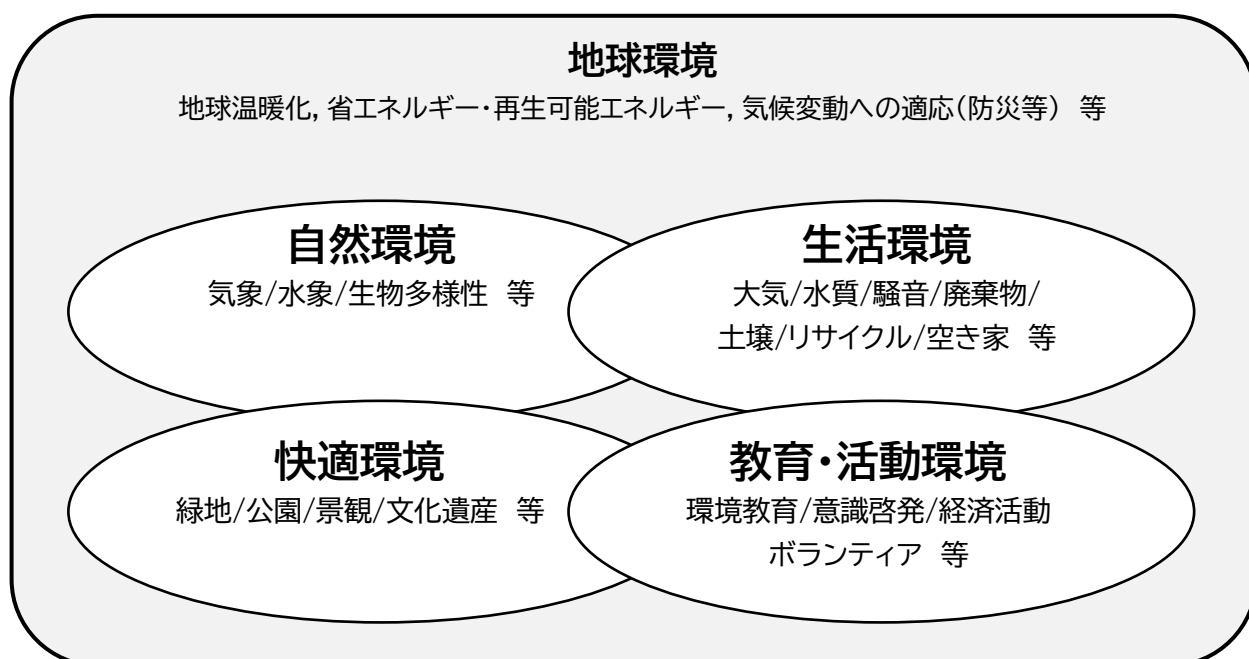 地球環境
地球温暖化，省エネルギー・再生可能エネルギー，気候変動への適応（防災等）　等
自然環境
気象/水象/生物多様性　等
生活環境
大気/水質/騒音/廃棄物/
土壌/リサイクル/空き家　等
快適環境
緑地/公園/景観/文化遺産　等
教育・活動環境
環境教育/意識啓発/経済活動
ボランティア　等